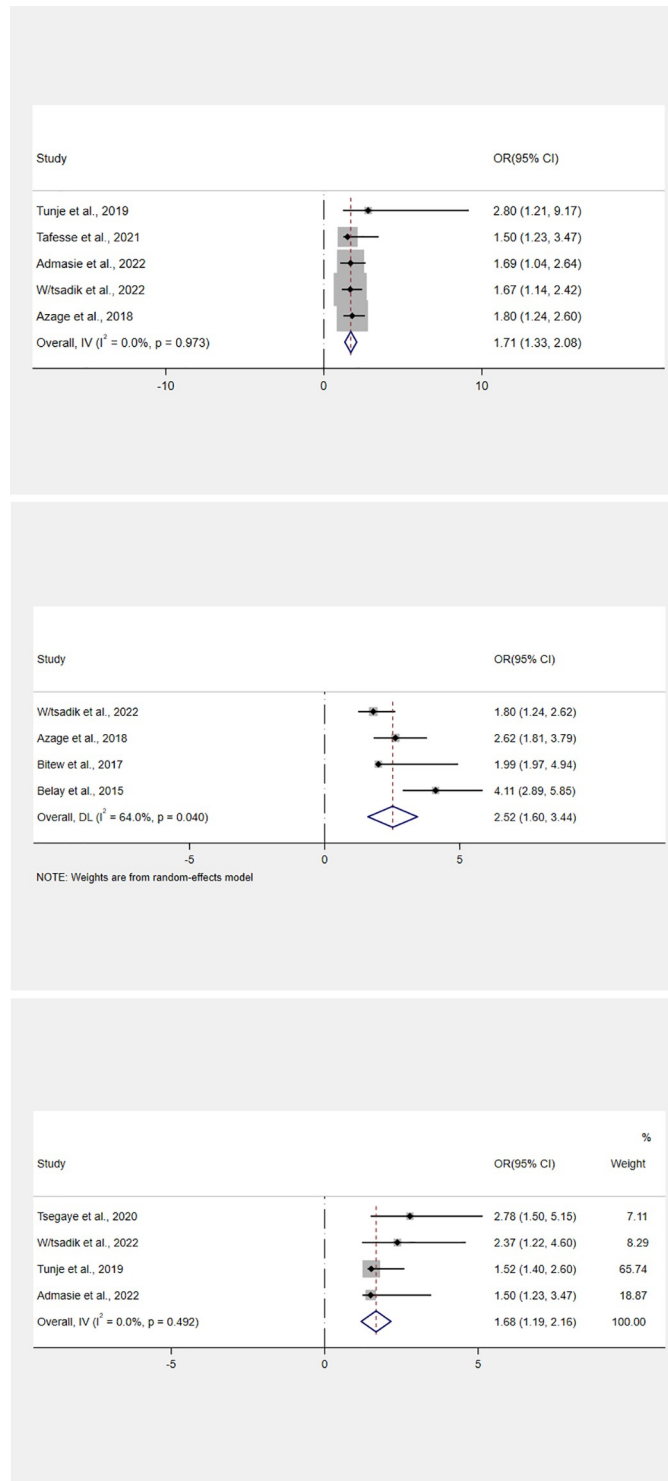 Study OR(95% CI)
Tunje et al., 2019 2.80 (1.21, 9.17)
Tafesse et al., 2021 1.50 (1.23, 3.47)
Admasie et al., 2022 1.69 (1.04, 2.64)
W/tsadik et al., 2022 1.67 (1.14, 2.42)
Azage et al., 2018 1.80 (1.24, 2.60)
Overall, IV (I² = 0.0%, p = 0.973) 1.71 (1.33, 2.08)
-10 0 10
Study OR(95% CI)
W/tsadik et al., 2022 1.80 (1.24, 2.62)
Azage et al., 2018 2.62 (1.81, 3.79)
Bitew et al., 2017 1.99 (1.97, 4.94)
Belay et al., 2015 4.11 (2.89, 5.85)
Overall, DL (I² = 64.0%, p = 0.040) 2.52 (1.60, 3.44)
-5 0 5
NOTE: Weights are from random-effects model
%
Study OR(95% CI) Weight
Tsegaye et al., 2020 2.78 (1.50, 5.15) 7.11
W/tsadik et al., 2022 2.37 (1.22, 4.60) 8.29
Tunje et al., 2019 1.52 (1.40, 2.60) 65.74
Admasie et al., 2022 1.50 (1.23, 3.47) 18.87
Overall, IV (I² = 0.0%, p = 0.492) 1.68 (1.19, 2.16) 100.00
-5 0 5